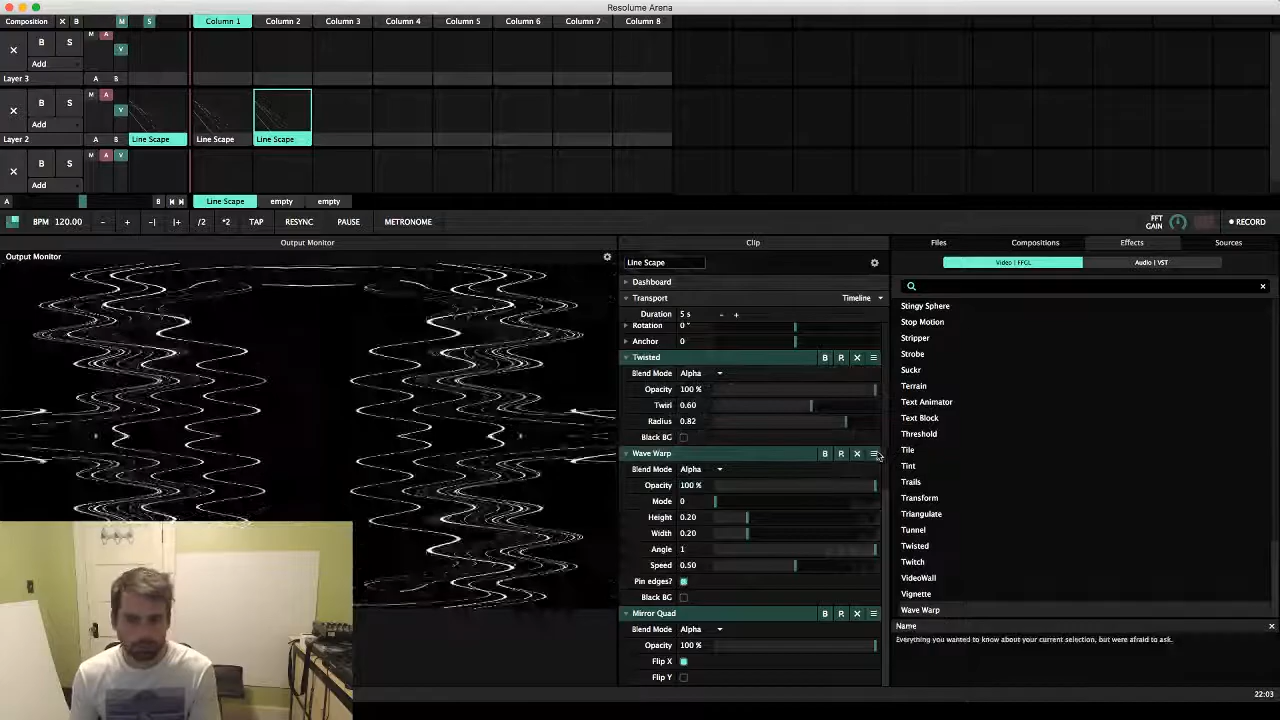 Resolume Arena
Composition X B M S Column 1 Column 2 Column 3 Column 4 Column 5 Column 6 Column 7 Column 8
B S M A V
Add
Layer 3 A B
B S M A V
Add
Layer 2 A B Line Scape Line Scape Line Scape
B S M A V
Add
A B Line Scape empty empty
BPM 120.00 - + -| |+ /2 *2 TAP RESYNC PAUSE METRONOME FFT GAIN RECORD
Output Monitor Clip Files Compositions Effects Sources
Output Monitor
Line Scape
Video | FFGL Audio | VST
Dashboard
Transport Timeline
Duration 5 s - +
Rotation 0 °
Anchor 0
Twisted B R X
Blend Mode Alpha
Opacity 100 %
Twirl 0.60
Radius 0.82
Black BG
Wave Warp B R X
Blend Mode Alpha
Opacity 100 %
Mode 0
Height 0.20
Width 0.20
Angle 1
Speed 0.50
Pin edges?
Black BG
Mirror Quad B R X
Blend Mode Alpha
Opacity 100 %
Flip X
Flip Y
Stingy Sphere
Stop Motion
Stripper
Strobe
Suckr
Terrain
Text Animator
Text Block
Threshold
Tile
Tint
Trails
Transform
Triangulate
Tunnel
Twisted
Twitch
VideoWall
Vignette
Wave Warp
Name
Everything you wanted to know about your current selection, but were afraid to ask.
22:03